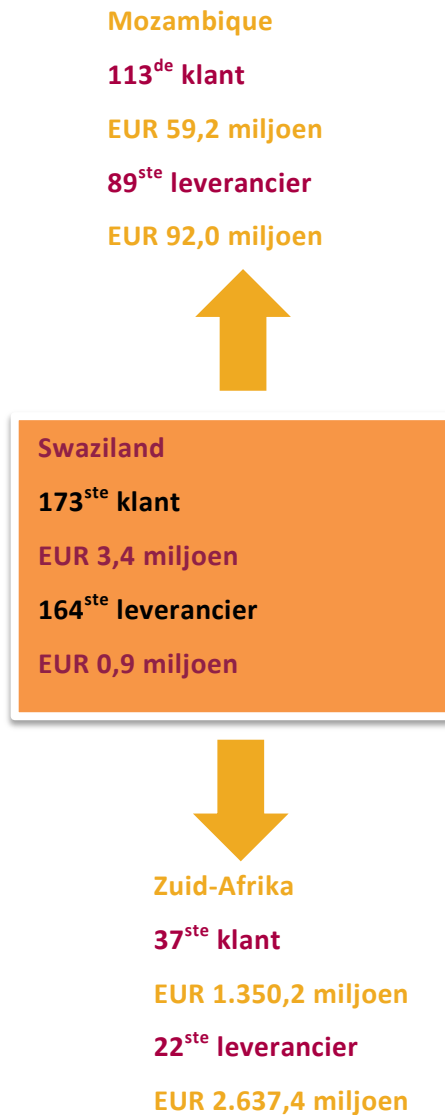 Mozambique
113de klant
EUR 59,2 miljoen
89ste leverancier
EUR 92,0 miljoen
Swaziland
173ste klant
EUR 3,4 miljoen
164ste leverancier
EUR 0,9 miljoen
Zuid-Afrika
37ste klant
EUR 1.350,2 miljoen
22ste leverancier
EUR 2.637,4 miljoen